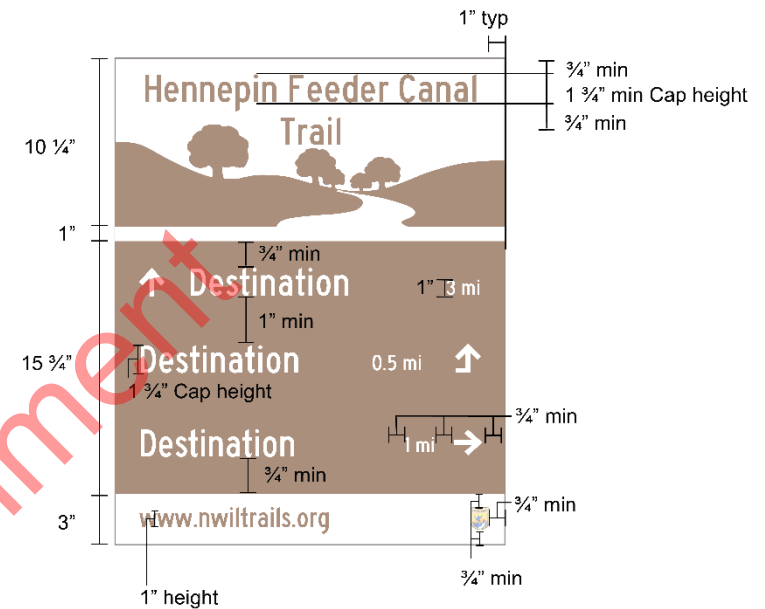 1” typ
¾” min
Hennepin Feeder Canal
1 ¾” min Cap height
Trail
¾” min
10 ¼”
1”
¾” min
Destination
1”
3 mi
1” min
15 ¾”
Destination
0.5 mi
1 ¾” Cap height
¾” min
Destination
1 mi
¾” min
3”
www.nwiltrails.org
¾” min
¾” min
1” height
ment